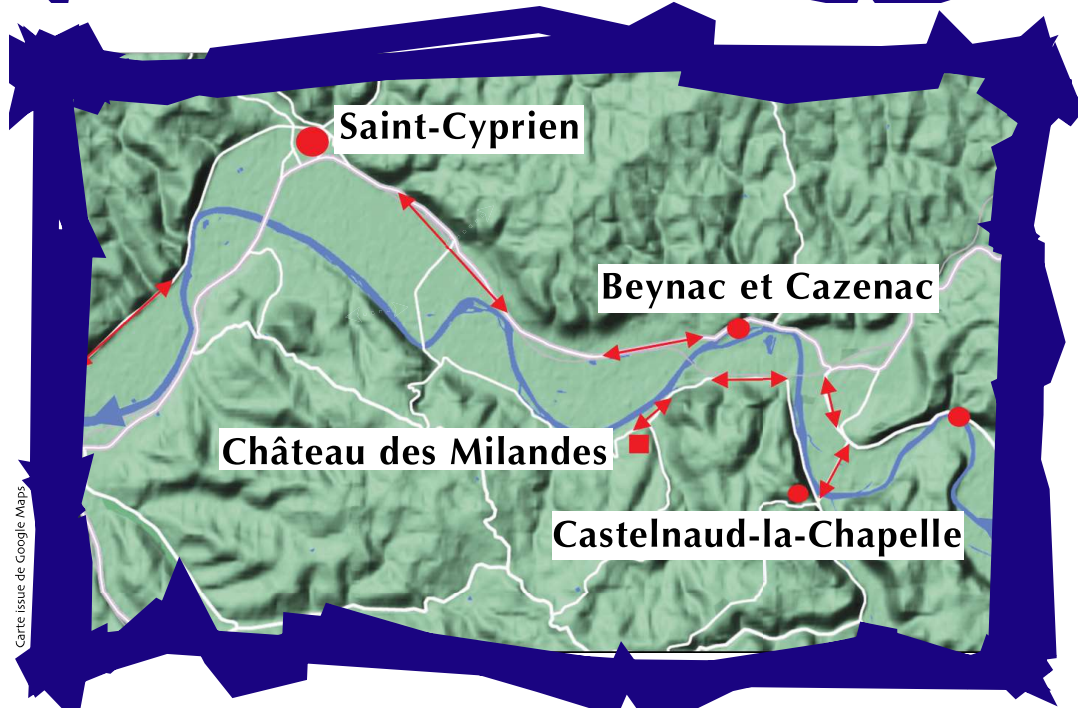 Saint-Cyprien
Beynac et Cazenac
Château des Milandes
Castelnaud-la-Chapelle
Carte issue de Google Maps